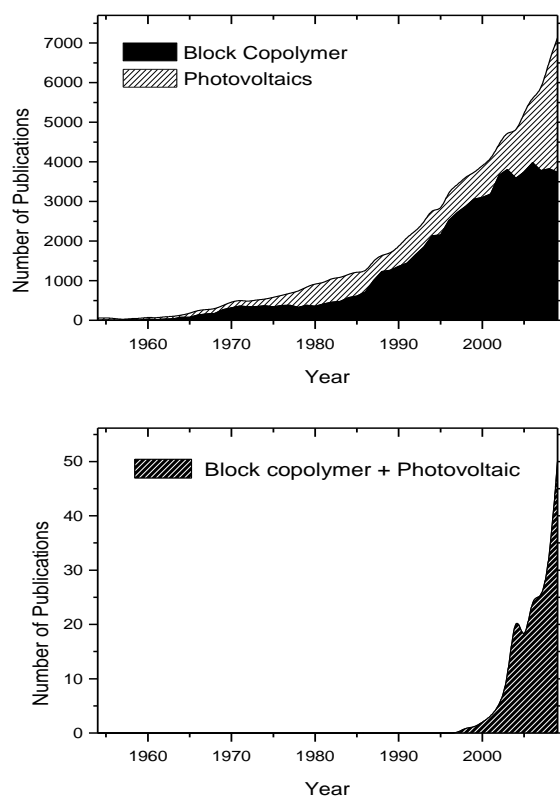 7000
6000
5000
4000
3000
2000
1000
0
Number of Publications
Block Copolymer
Photovoltaics
1960 1970 1980 1990 2000
Year
50
40
30
20
10
0
Number of Publications
Block copolymer + Photovoltaic
1960 1970 1980 1990 2000
Year